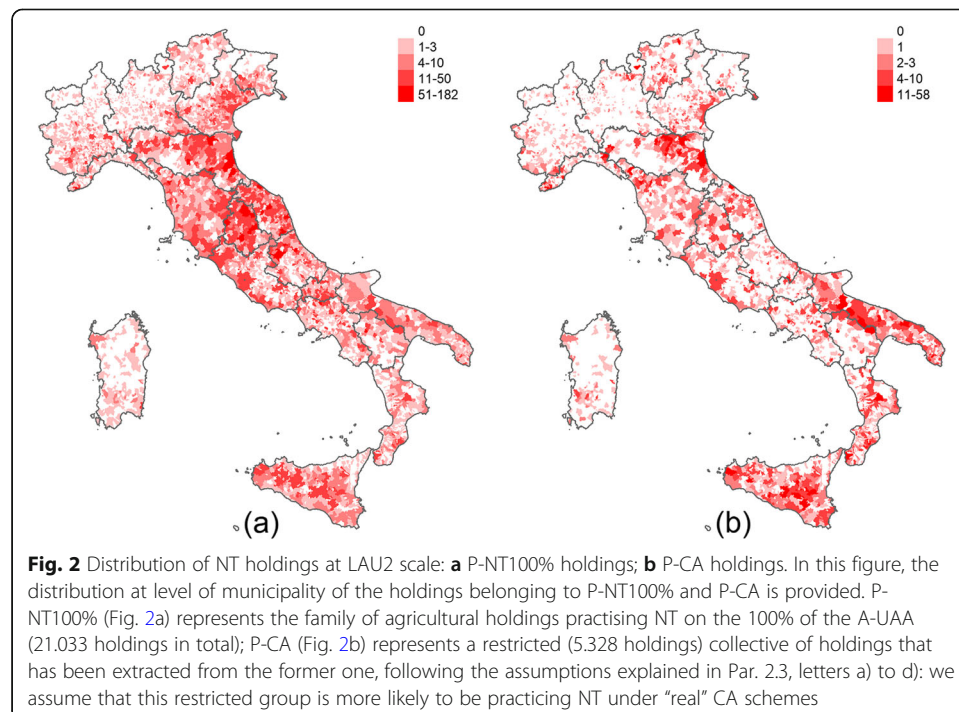 0
1-3
4-10
11-50
51-182
0
1
2-3
4-10
11-58
(a)
(b)
Fig. 2 Distribution of NT holdings at LAU2 scale: a P-NT100% holdings; b P-CA holdings. In this figure, the
distribution at level of municipality of the holdings belonging to P-NT100% and P-CA is provided. P-
NT100% (Fig. 2a) represents the family of agricultural holdings practising NT on the 100% of the A-UAA
(21.033 holdings in total); P-CA (Fig. 2b) represents a restricted (5.328 holdings) collective of holdings that
has been extracted from the former one, following the assumptions explained in Par. 2.3, letters a) to d): we
assume that this restricted group is more likely to be practicing NT under “real” CA schemes